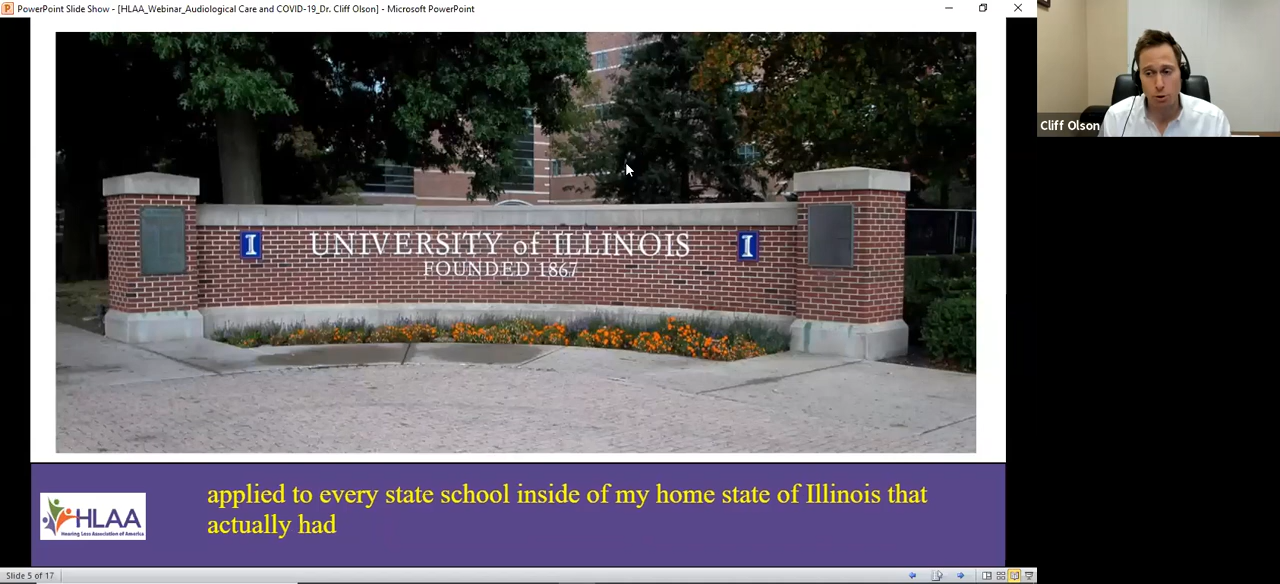 PowerPoint Slide Show - [HLAA_Webinar_Audiological Care and COVID-19_Dr. Cliff Olson] - Microsoft PowerPoint
Cliff Olson
I UNIVERSITY of ILLINOIS I
FOUNDED 1867
applied to every state school inside of my home state of Illinois that
actually had
HLAA
Hearing Loss Association of America
Slide 5 of 17